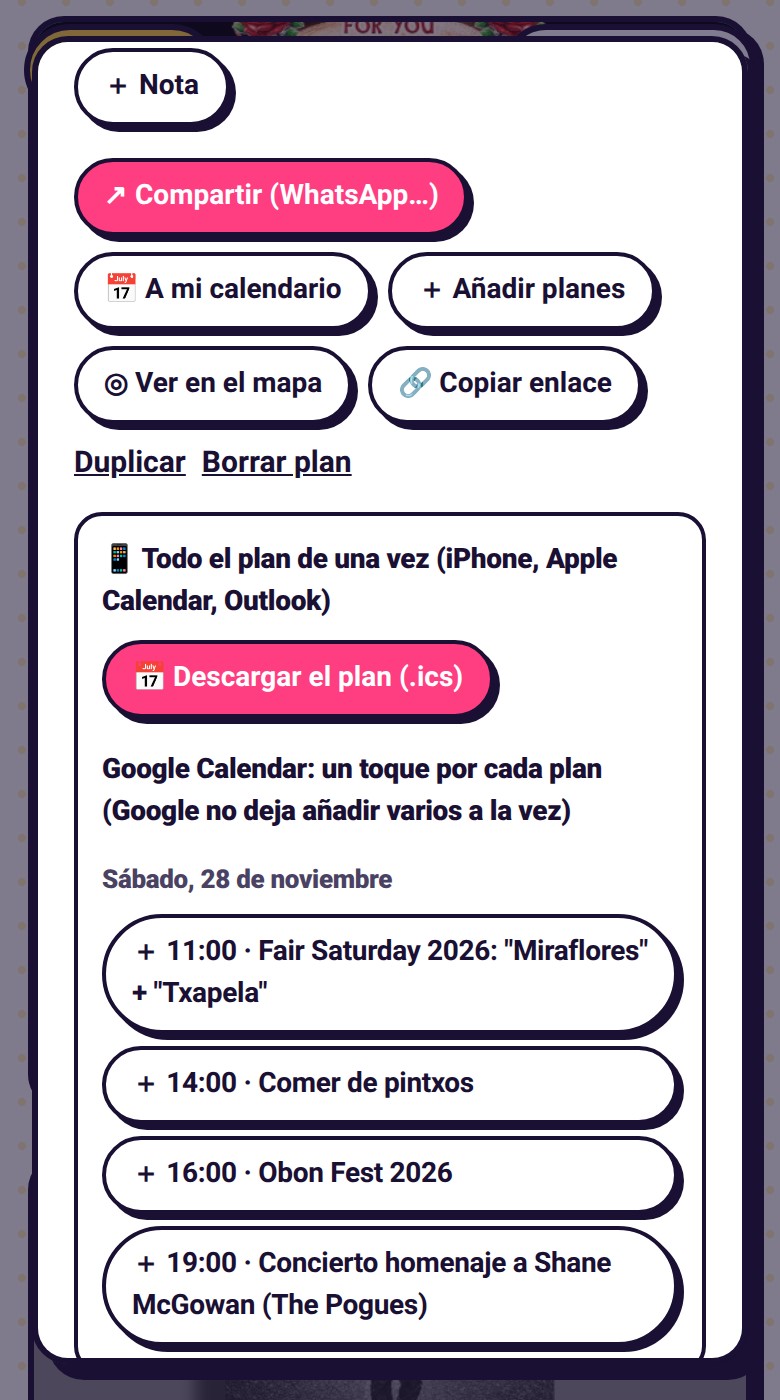 FOR YOU
+ Nota
↗ Compartir (WhatsApp...)
📅 A mi calendario
+ Añadir planes
◎ Ver en el mapa
🔗 Copiar enlace
Duplicar Borrar plan
📱 Todo el plan de una vez (iPhone, Apple
Calendar, Outlook)
📅 Descargar el plan (.ics)
Google Calendar: un toque por cada plan
(Google no deja añadir varios a la vez)
Sábado, 28 de noviembre
+ 11:00 · Fair Saturday 2026: "Miraflores"
+ "Txapela"
+ 14:00 · Comer de pintxos
+ 16:00 · Obon Fest 2026
+ 19:00 · Concierto homenaje a Shane
McGowan (The Pogues)